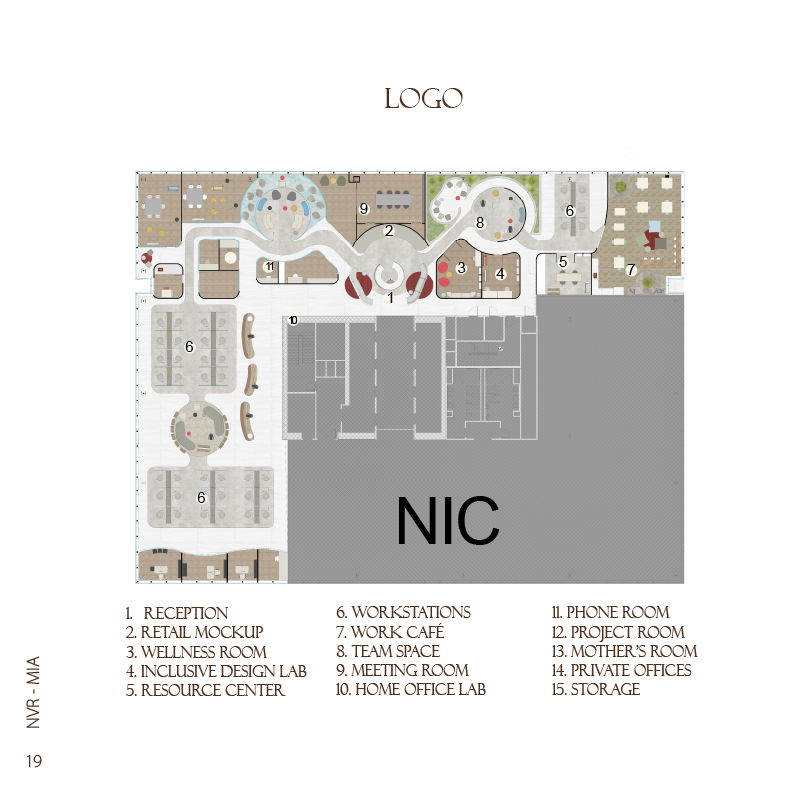 LOGO
9
2
8
6
11
3
4
5
7
1
10
6
6
NIC
1. RECEPTION
2. RETAIL MOCKUP
3. WELLNESS ROOM
4. INCLUSIVE DESIGN LAB
5. RESOURCE CENTER
6. WORKSTATIONS
7. WORK CAFÉ
8. TEAM SPACE
9. MEETING ROOM
10. HOME OFFICE LAB
11. PHONE ROOM
12. PROJECT ROOM
13. MOTHER'S ROOM
14. PRIVATE OFFICES
15. STORAGE
NVR - MIA
19